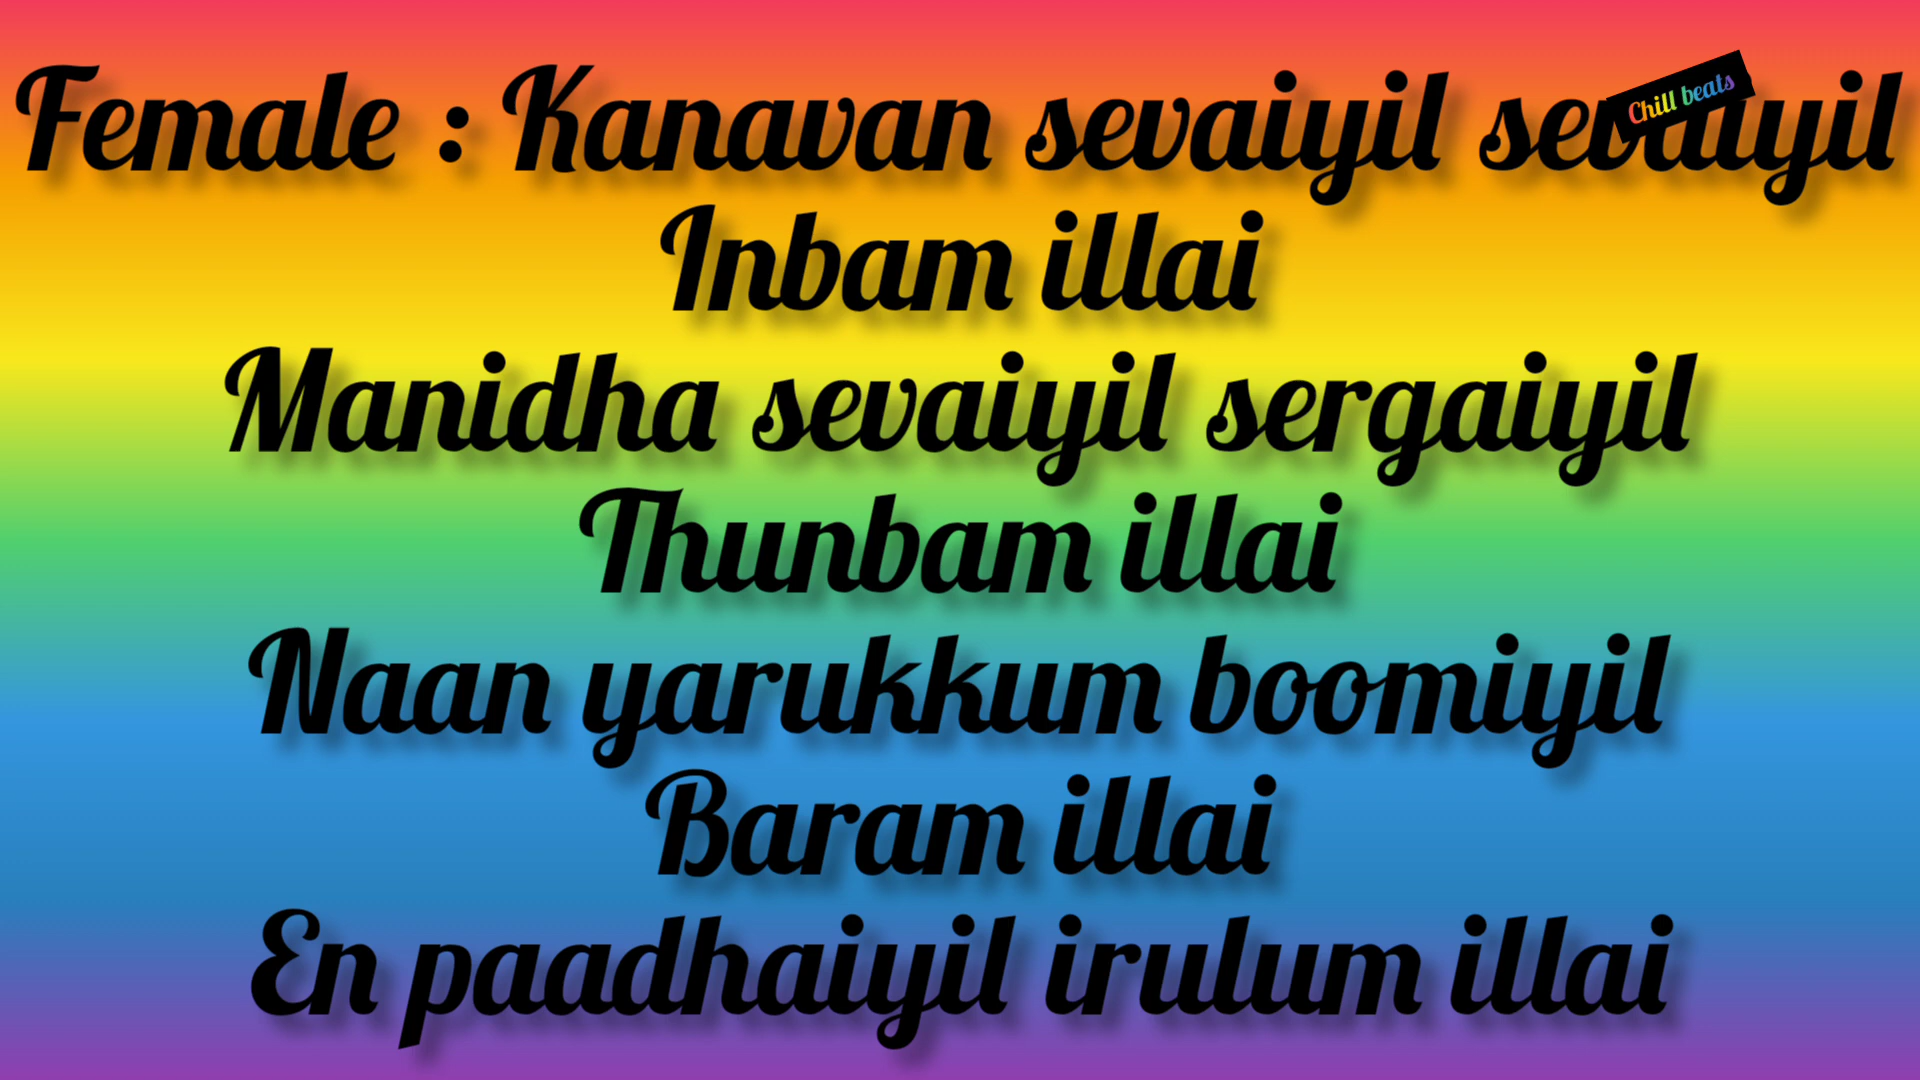 Female : Kanavan sevaiyil sevaiyil
Chill beats
Inbam illai
Manidha sevaiyil sergaiyil
Thunbam illai
Naan yarukkum boomiyil
Baram illai
En paadhaiyil irulum illai